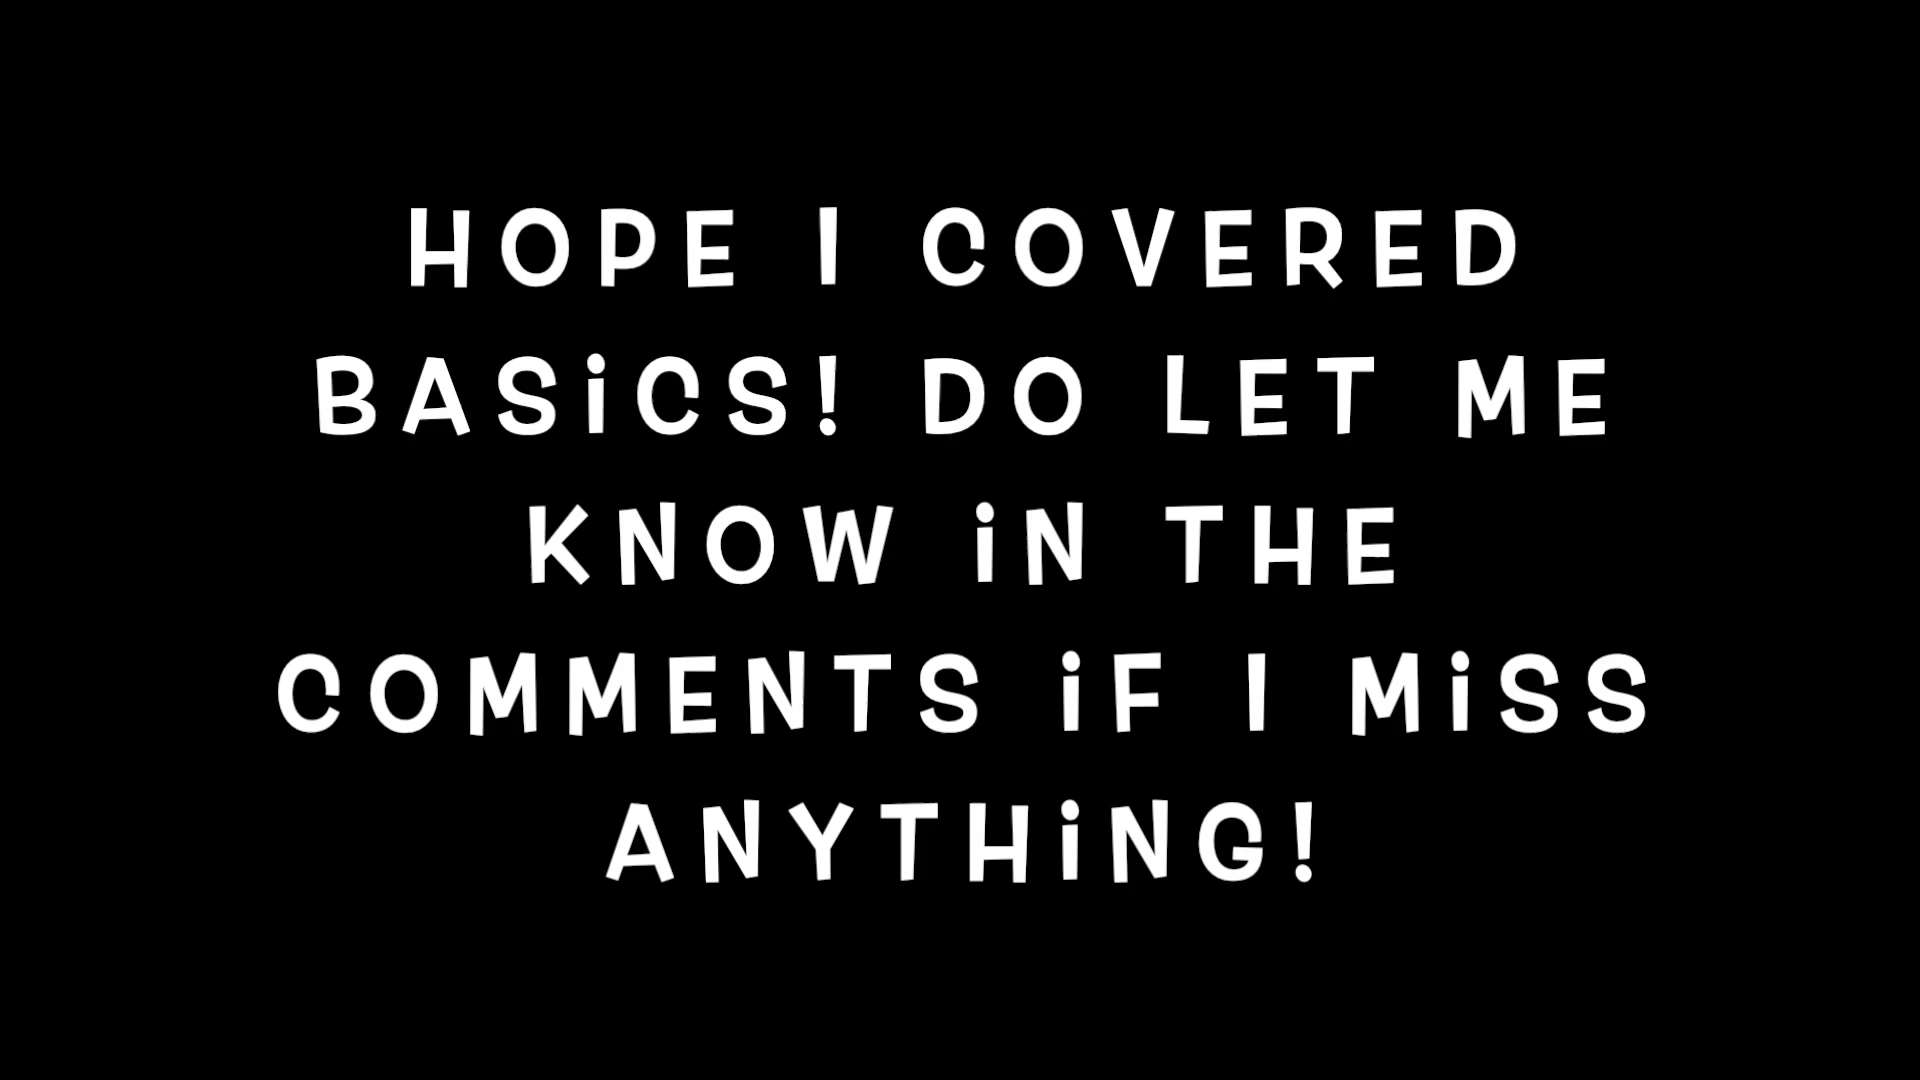 HOPE I COVERED
BASiCS! DO LET ME
KNOW iN THE
COMMENTS iF I MiSS
ANYTHiNG!